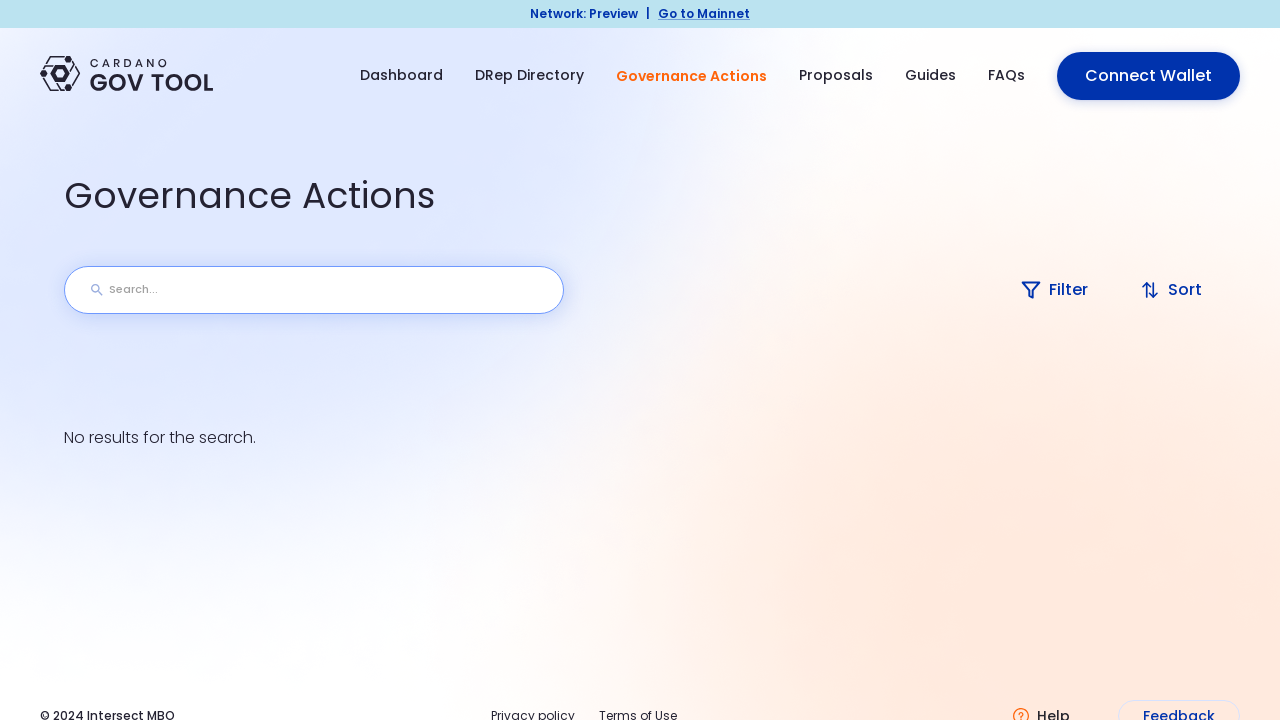 Network: Preview | Go to Mainnet
CARDANO
GOV TOOL
Dashboard
DRep Directory
Governance Actions
Proposals
Guides
FAQs
Connect Wallet
Governance Actions
Search...
Filter
Sort
No results for the search.
© 2024 Intersect MBO
Privacy policy
Terms of Use
Help
Feedback